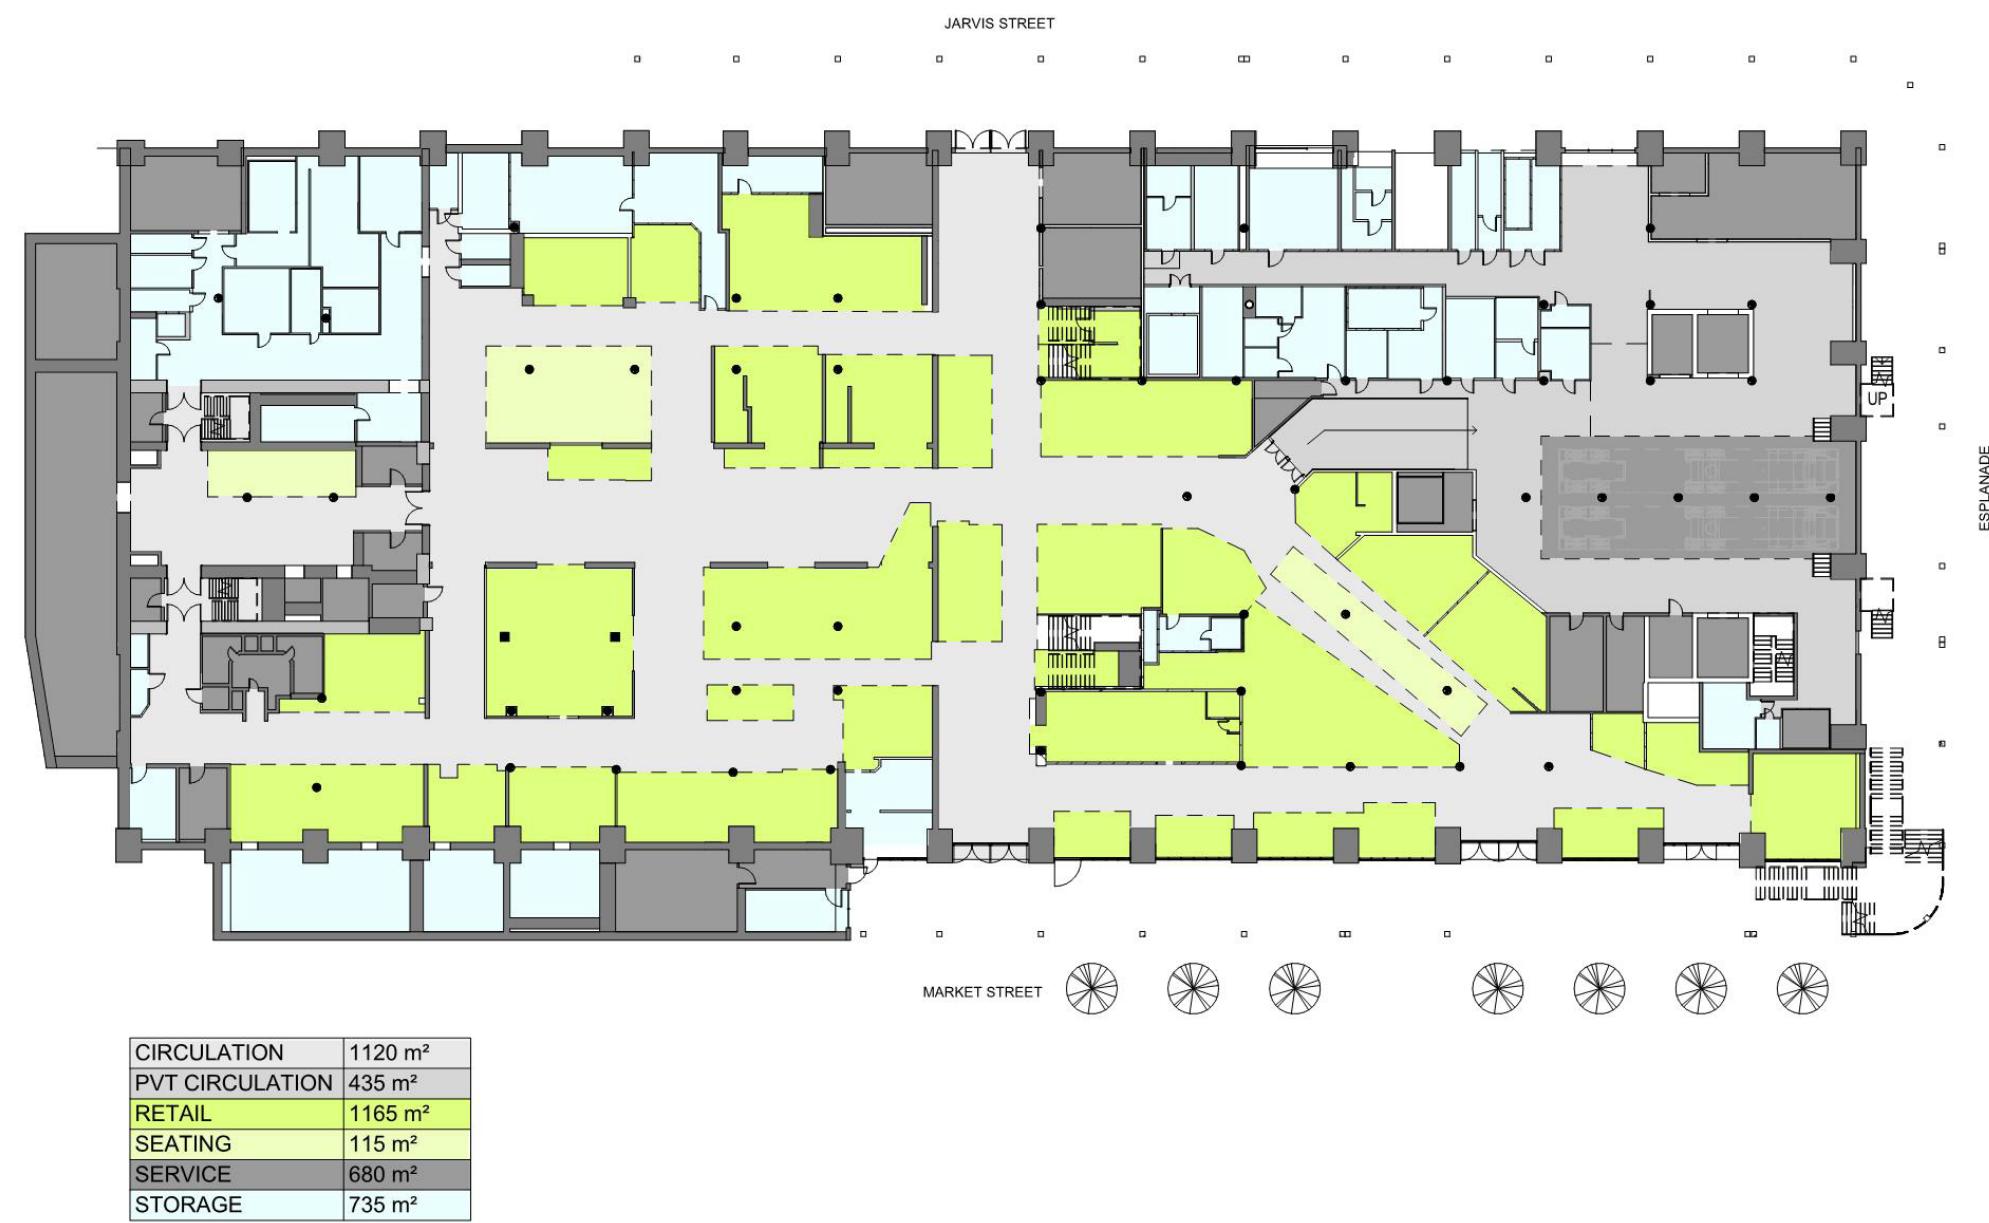 JARVIS STREET
UP
ESPLANADE
MARKET STREET
CIRCULATION 1120 m²
PVT CIRCULATION 435 m²
RETAIL 1165 m²
SEATING 115 m²
SERVICE 680 m²
STORAGE 735 m²